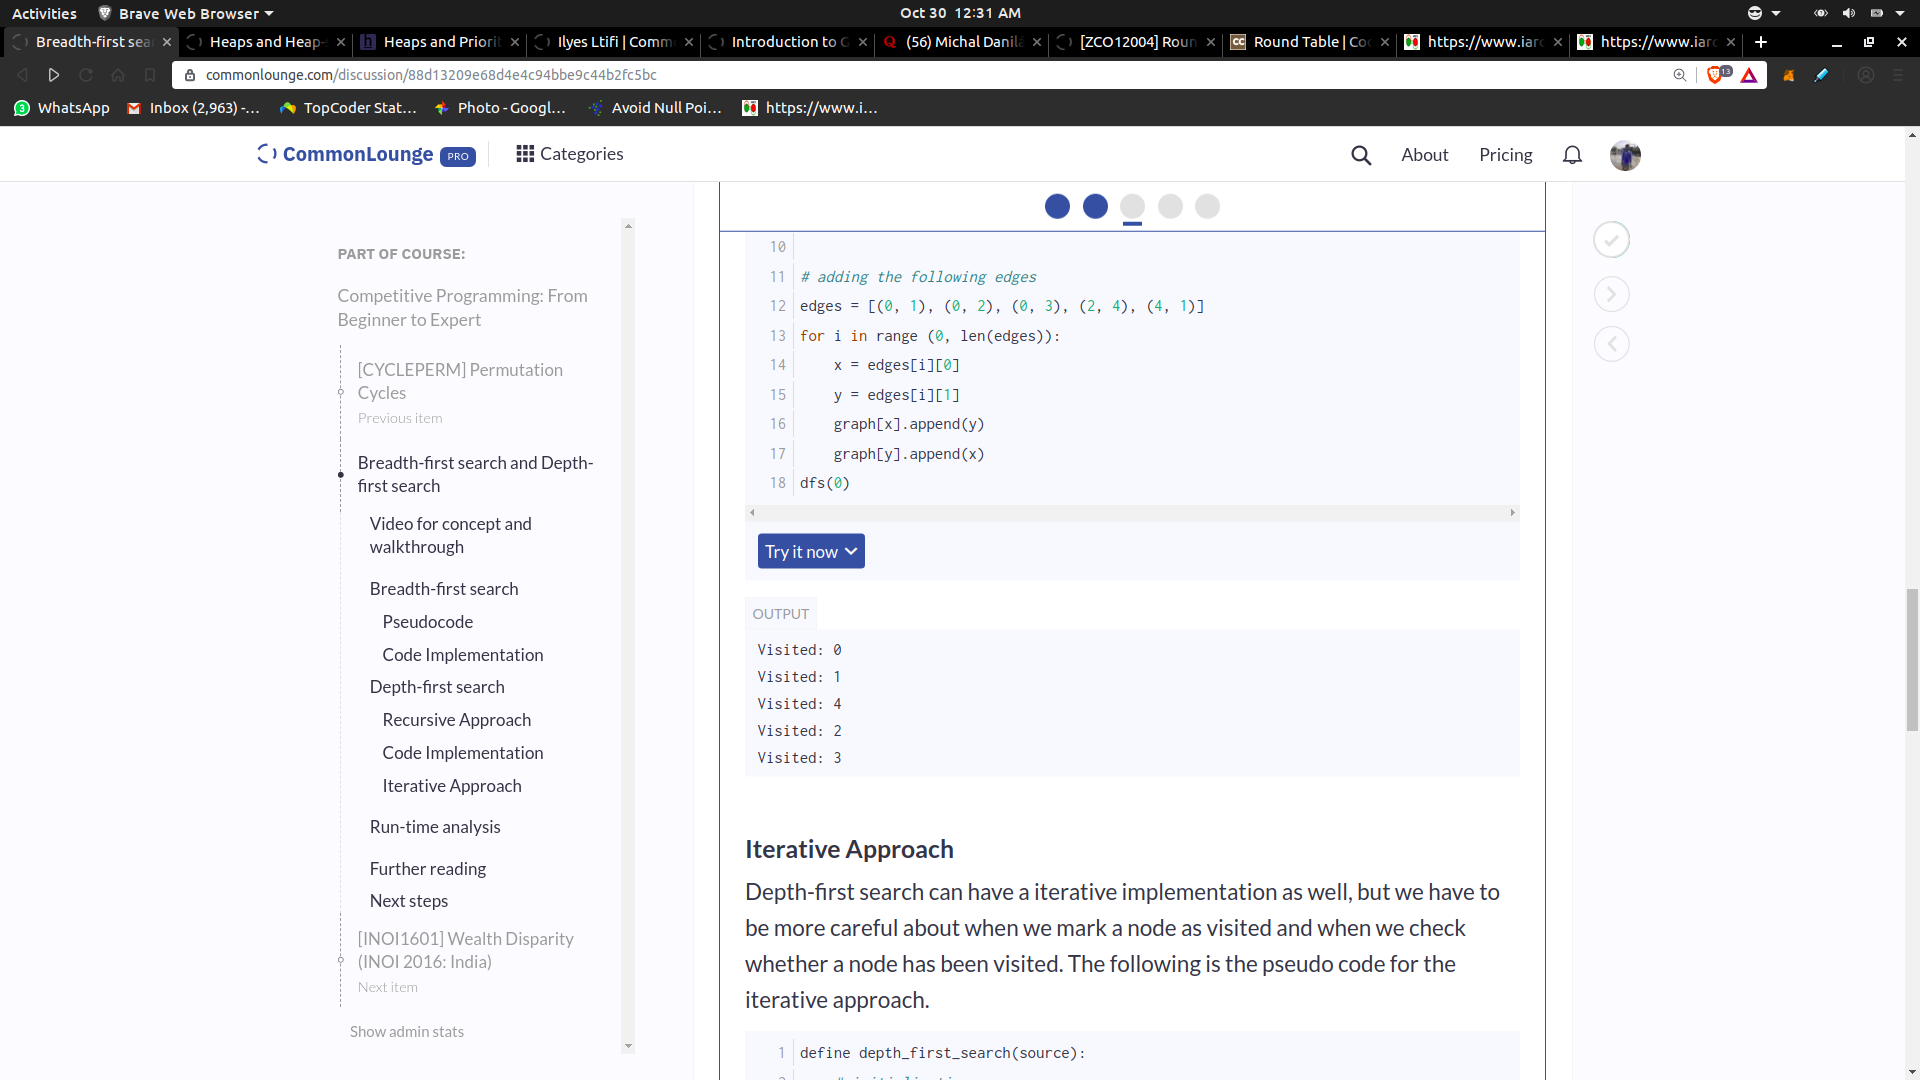 Activities
Brave Web Browser
Oct 30 12:31 AM
Breadth-first sea
Heaps and Heap-
Heaps and Priori
Ilyes Ltifi | Comm
Introduction to G
(56) Michal Danilá
[ZCO12004] Roun
Round Table | Co
https://www.iarc
https://www.iarc
commonlounge.com/discussion/88d13209e68d4e4c94bbe9c44b2fc5bc
13
WhatsApp
Inbox (2,963) -...
TopCoder Stat...
Photo - Googl...
Avoid Null Poi...
https://www.i...
CommonLounge PRO
Categories
About
Pricing
PART OF COURSE:
Competitive Programming: From
Beginner to Expert
[CYCLEPERM] Permutation
Cycles
Previous item
Breadth-first search and Depth-
first search
Video for concept and
walkthrough
Breadth-first search
Pseudocode
Code Implementation
Depth-first search
Recursive Approach
Code Implementation
Iterative Approach
Run-time analysis
Further reading
Next steps
[INOI1601] Wealth Disparity
(INOI 2016: India)
Next item
Show admin stats
10
11 # adding the following edges
12 edges = [(0, 1), (0, 2), (0, 3), (2, 4), (4, 1)]
13 for i in range (0, len(edges)):
14 x = edges[i][0]
15 y = edges[i][1]
16 graph[x].append(y)
17 graph[y].append(x)
18 dfs(0)
Try it now
OUTPUT
Visited: 0
Visited: 1
Visited: 4
Visited: 2
Visited: 3
Iterative Approach
Depth-first search can have a iterative implementation as well, but we have to
be more careful about when we mark a node as visited and when we check
whether a node has been visited. The following is the pseudo code for the
iterative approach.
1 define depth_first_search(source):